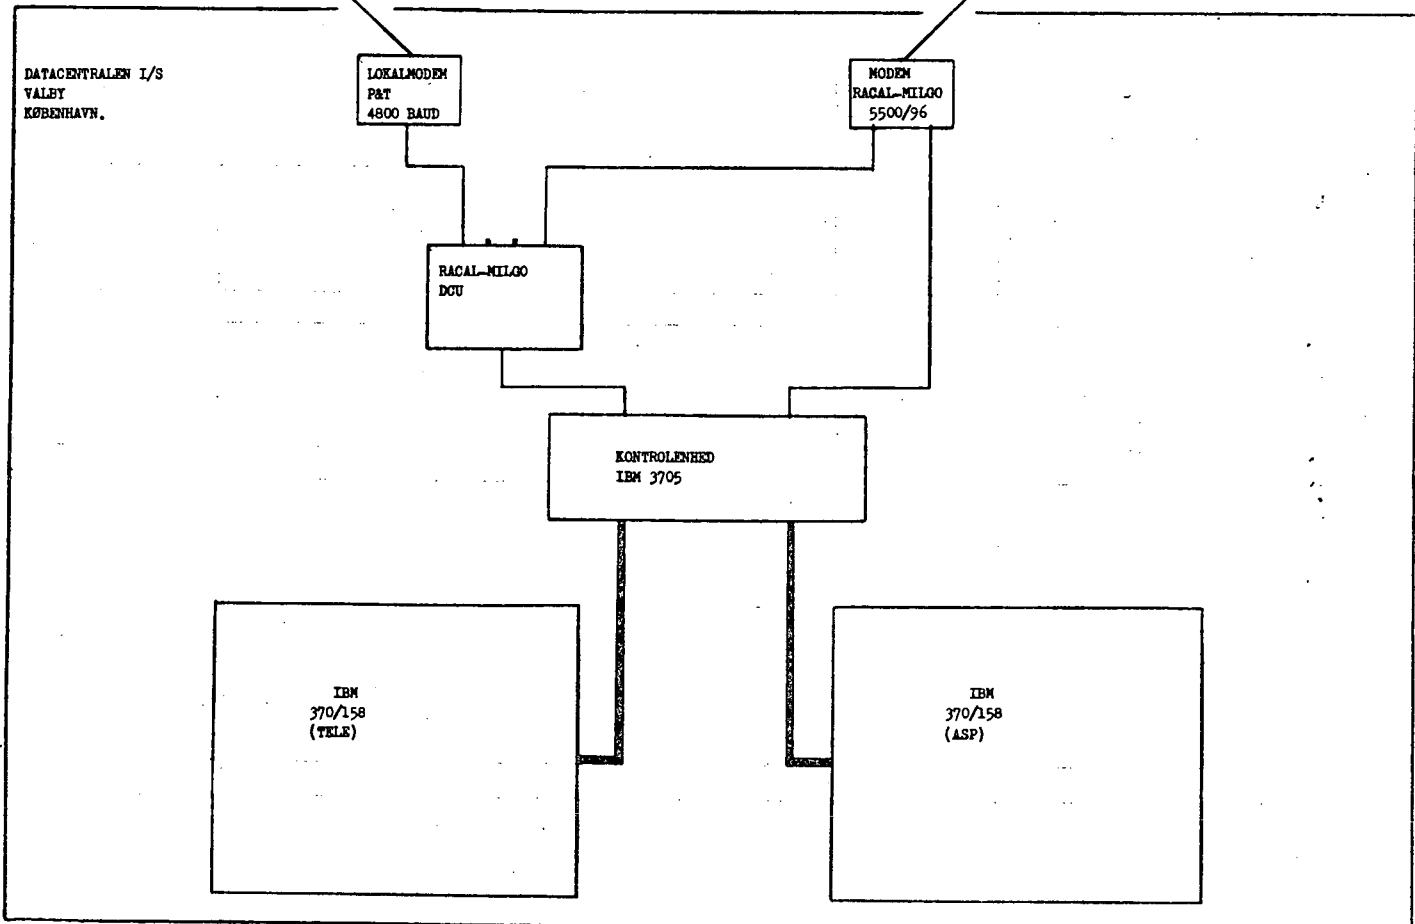 DATACENTRALEN I/S
VALBY
KØBENHAVN.
LOKALMODEM
P&T
4800 BAUD
MODEM
RACAL-MILGO
5500/96
RACAL-MILGO
DCU
KONTROLENHED
IBM 3705
IBM
370/158
(TELE)
IBM
370/158
(ASP)